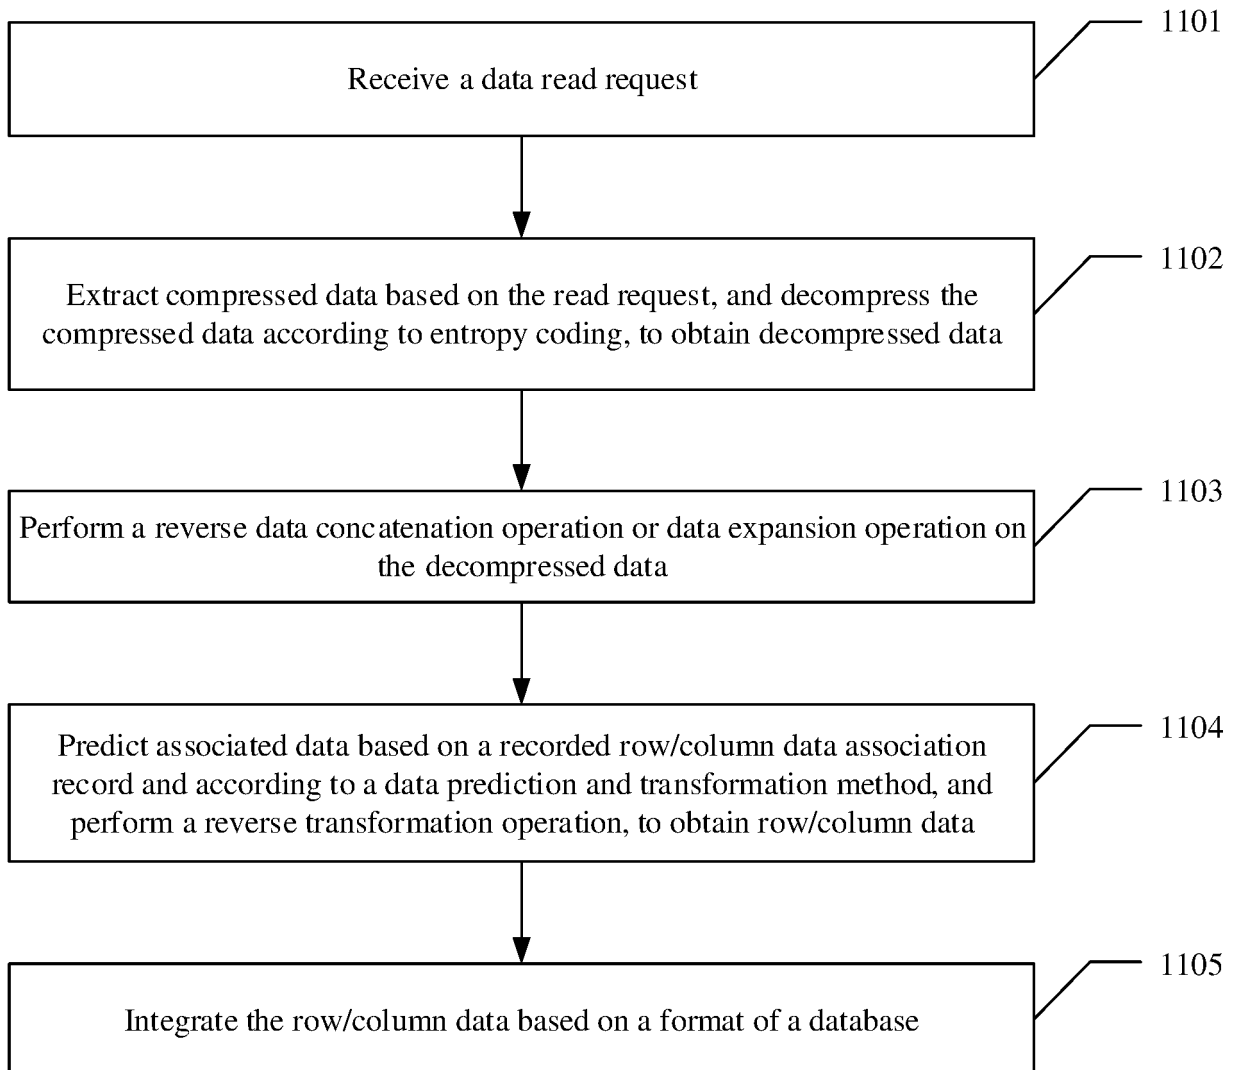 1101
Receive a data read request
1102
Extract compressed data based on the read request, and decompress the
compressed data according to entropy coding, to obtain decompressed data
1103
Perform a reverse data concatenation operation or data expansion operation on
the decompressed data
1104
Predict associated data based on a recorded row/column data association
record and according to a data prediction and transformation method, and
perform a reverse transformation operation, to obtain row/column data
1105
Integrate the row/column data based on a format of a database